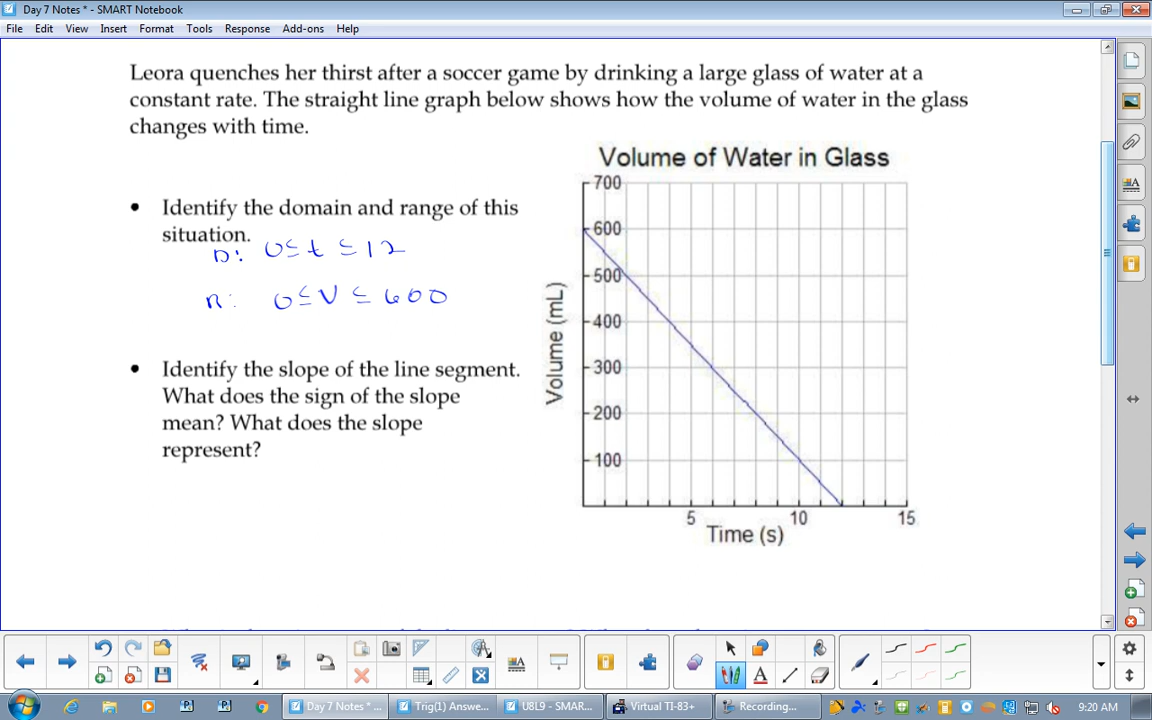 Day 7 Notes * - SMART Notebook
File Edit View Insert Format Tools Response Add-ons Help
Leora quenches her thirst after a soccer game by drinking a large glass of water at a
constant rate. The straight line graph below shows how the volume of water in the glass
changes with time.
• Identify the domain and range of this
situation.
D: 0 ≤ t ≤ 12
R: 0 ≤ V ≤ 600
• Identify the slope of the line segment.
What does the sign of the slope
mean? What does the slope
represent?
Volume of Water in Glass
700
600
500
400
300
200
100
Volume (mL)
5 10 15
Time (s)
Day 7 Notes * ... Trig(1) Answe... U8L9 - SMAR... Virtual TI-83+ Recording... 9:20 AM